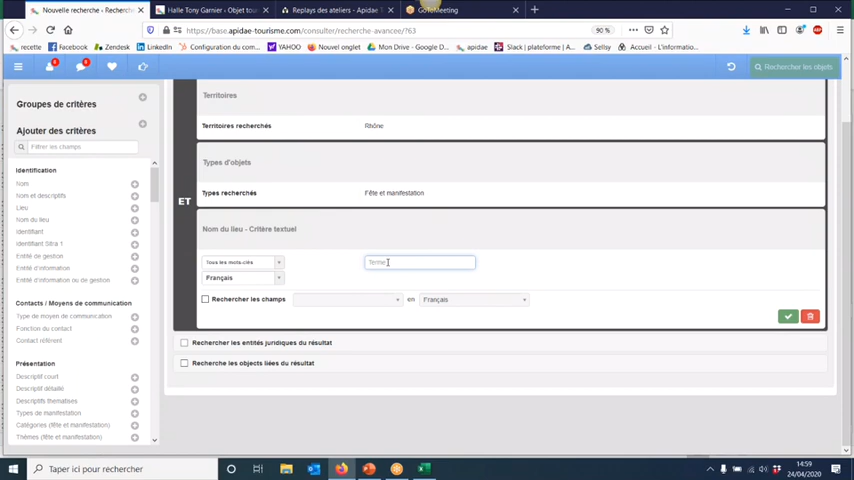 Nouvelle recherche - Recherch
Halle Tony Garnier - Objet tour
Replays des ateliers - Apidae T
GoToMeeting
https://base.apidae-tourisme.com/consulter/recherche-avancee/763
90 %
recette
Facebook
Zendesk
LinkedIN
Configuration du com...
YAHOO
Nouvel onglet
Mon Drive - Google D...
apidae
Slack | plateforme | A...
Sellsy
Accueil - L'informatio...
Rechercher les objets
Groupes de critères
Ajouter des critères
Filtrer les champs
Identification
Nom
Nom et descriptifs
Lieu
Nom du lieu
Identifiant
Identifiant Sitra 1
Entité de gestion
Entité d'information
Entité d'information ou de gestion
Contacts / Moyens de communication
Type de moyen de communication
Fonction du contact
Contact référent
Présentation
Descriptif court
Descriptif détaillé
Descriptifs thématisés
Types de manifestation
Catégories (fête et manifestation)
Thèmes (fête et manifestation)
ET
Territoires
Territoires recherchés
Rhône
Types d'objets
Types recherchés
Fête et manifestation
Nom du lieu - Critère textuel
Tous les mots-clés
Terme
Français
Rechercher les champs
en
Français
Rechercher les entités juridiques du résultat
Recherche les objects liées du résultat
Taper ici pour rechercher
14:59
24/04/2020